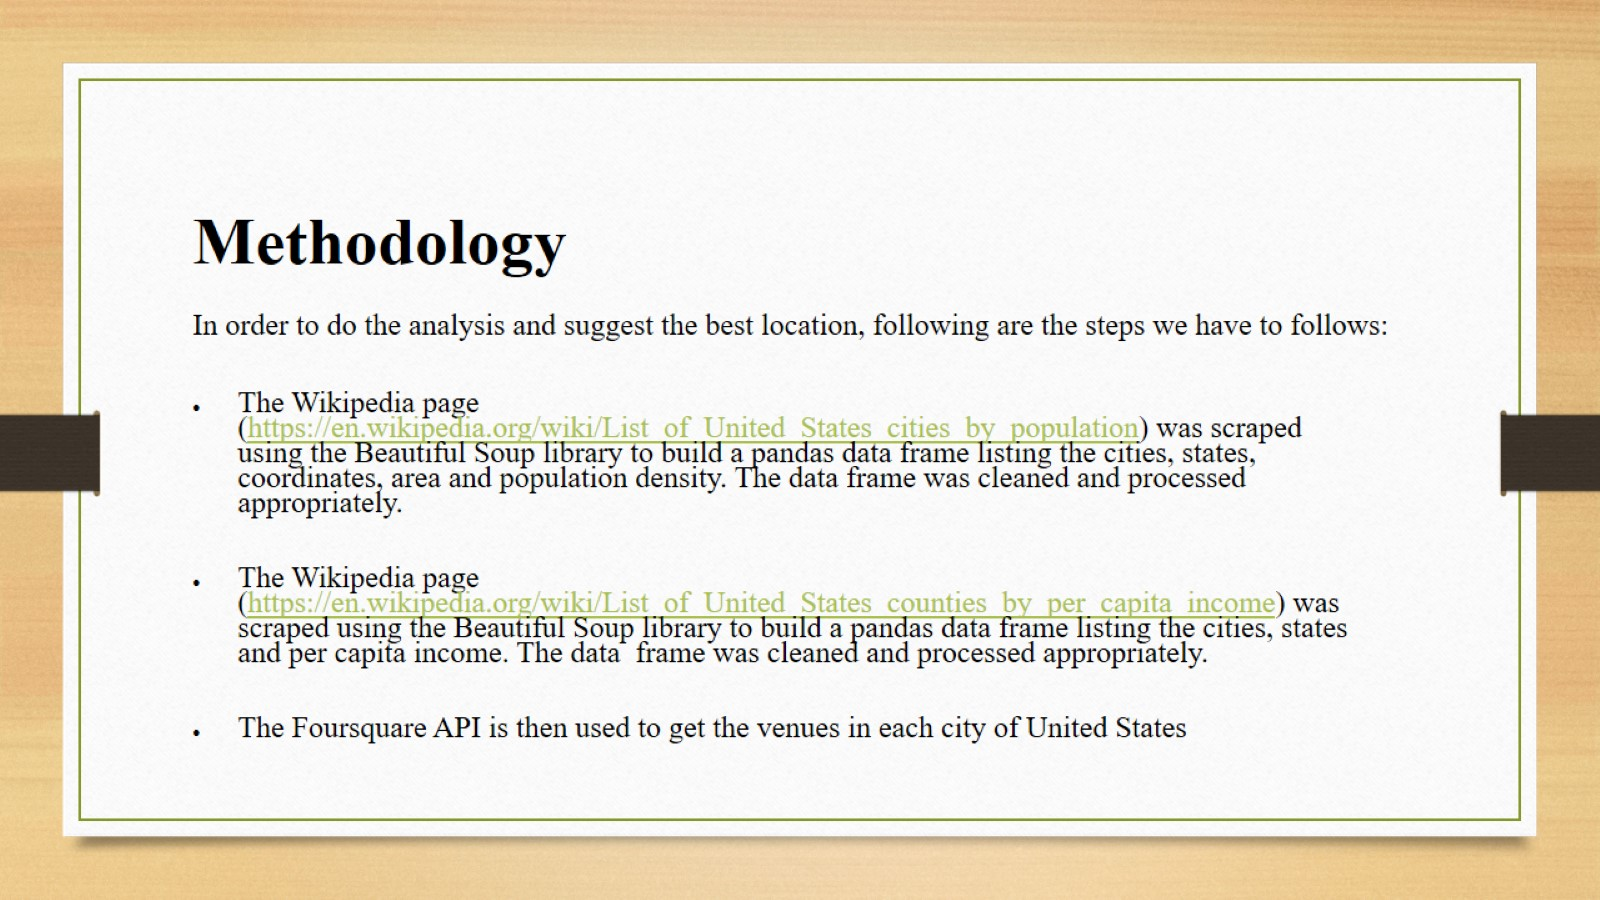 Methodology
In order to do the analysis and suggest the best location, following are the steps we have to follows:
• The Wikipedia page
(https://en.wikipedia.org/wiki/List_of_United_States_cities_by_population) was scraped
using the Beautiful Soup library to build a pandas data frame listing the cities, states,
coordinates, area and population density. The data frame was cleaned and processed
appropriately.
• The Wikipedia page
(https://en.wikipedia.org/wiki/List_of_United_States_counties_by_per_capita_income) was
scraped using the Beautiful Soup library to build a pandas data frame listing the cities, states
and per capita income. The data  frame was cleaned and processed appropriately.
• The Foursquare API is then used to get the venues in each city of United States